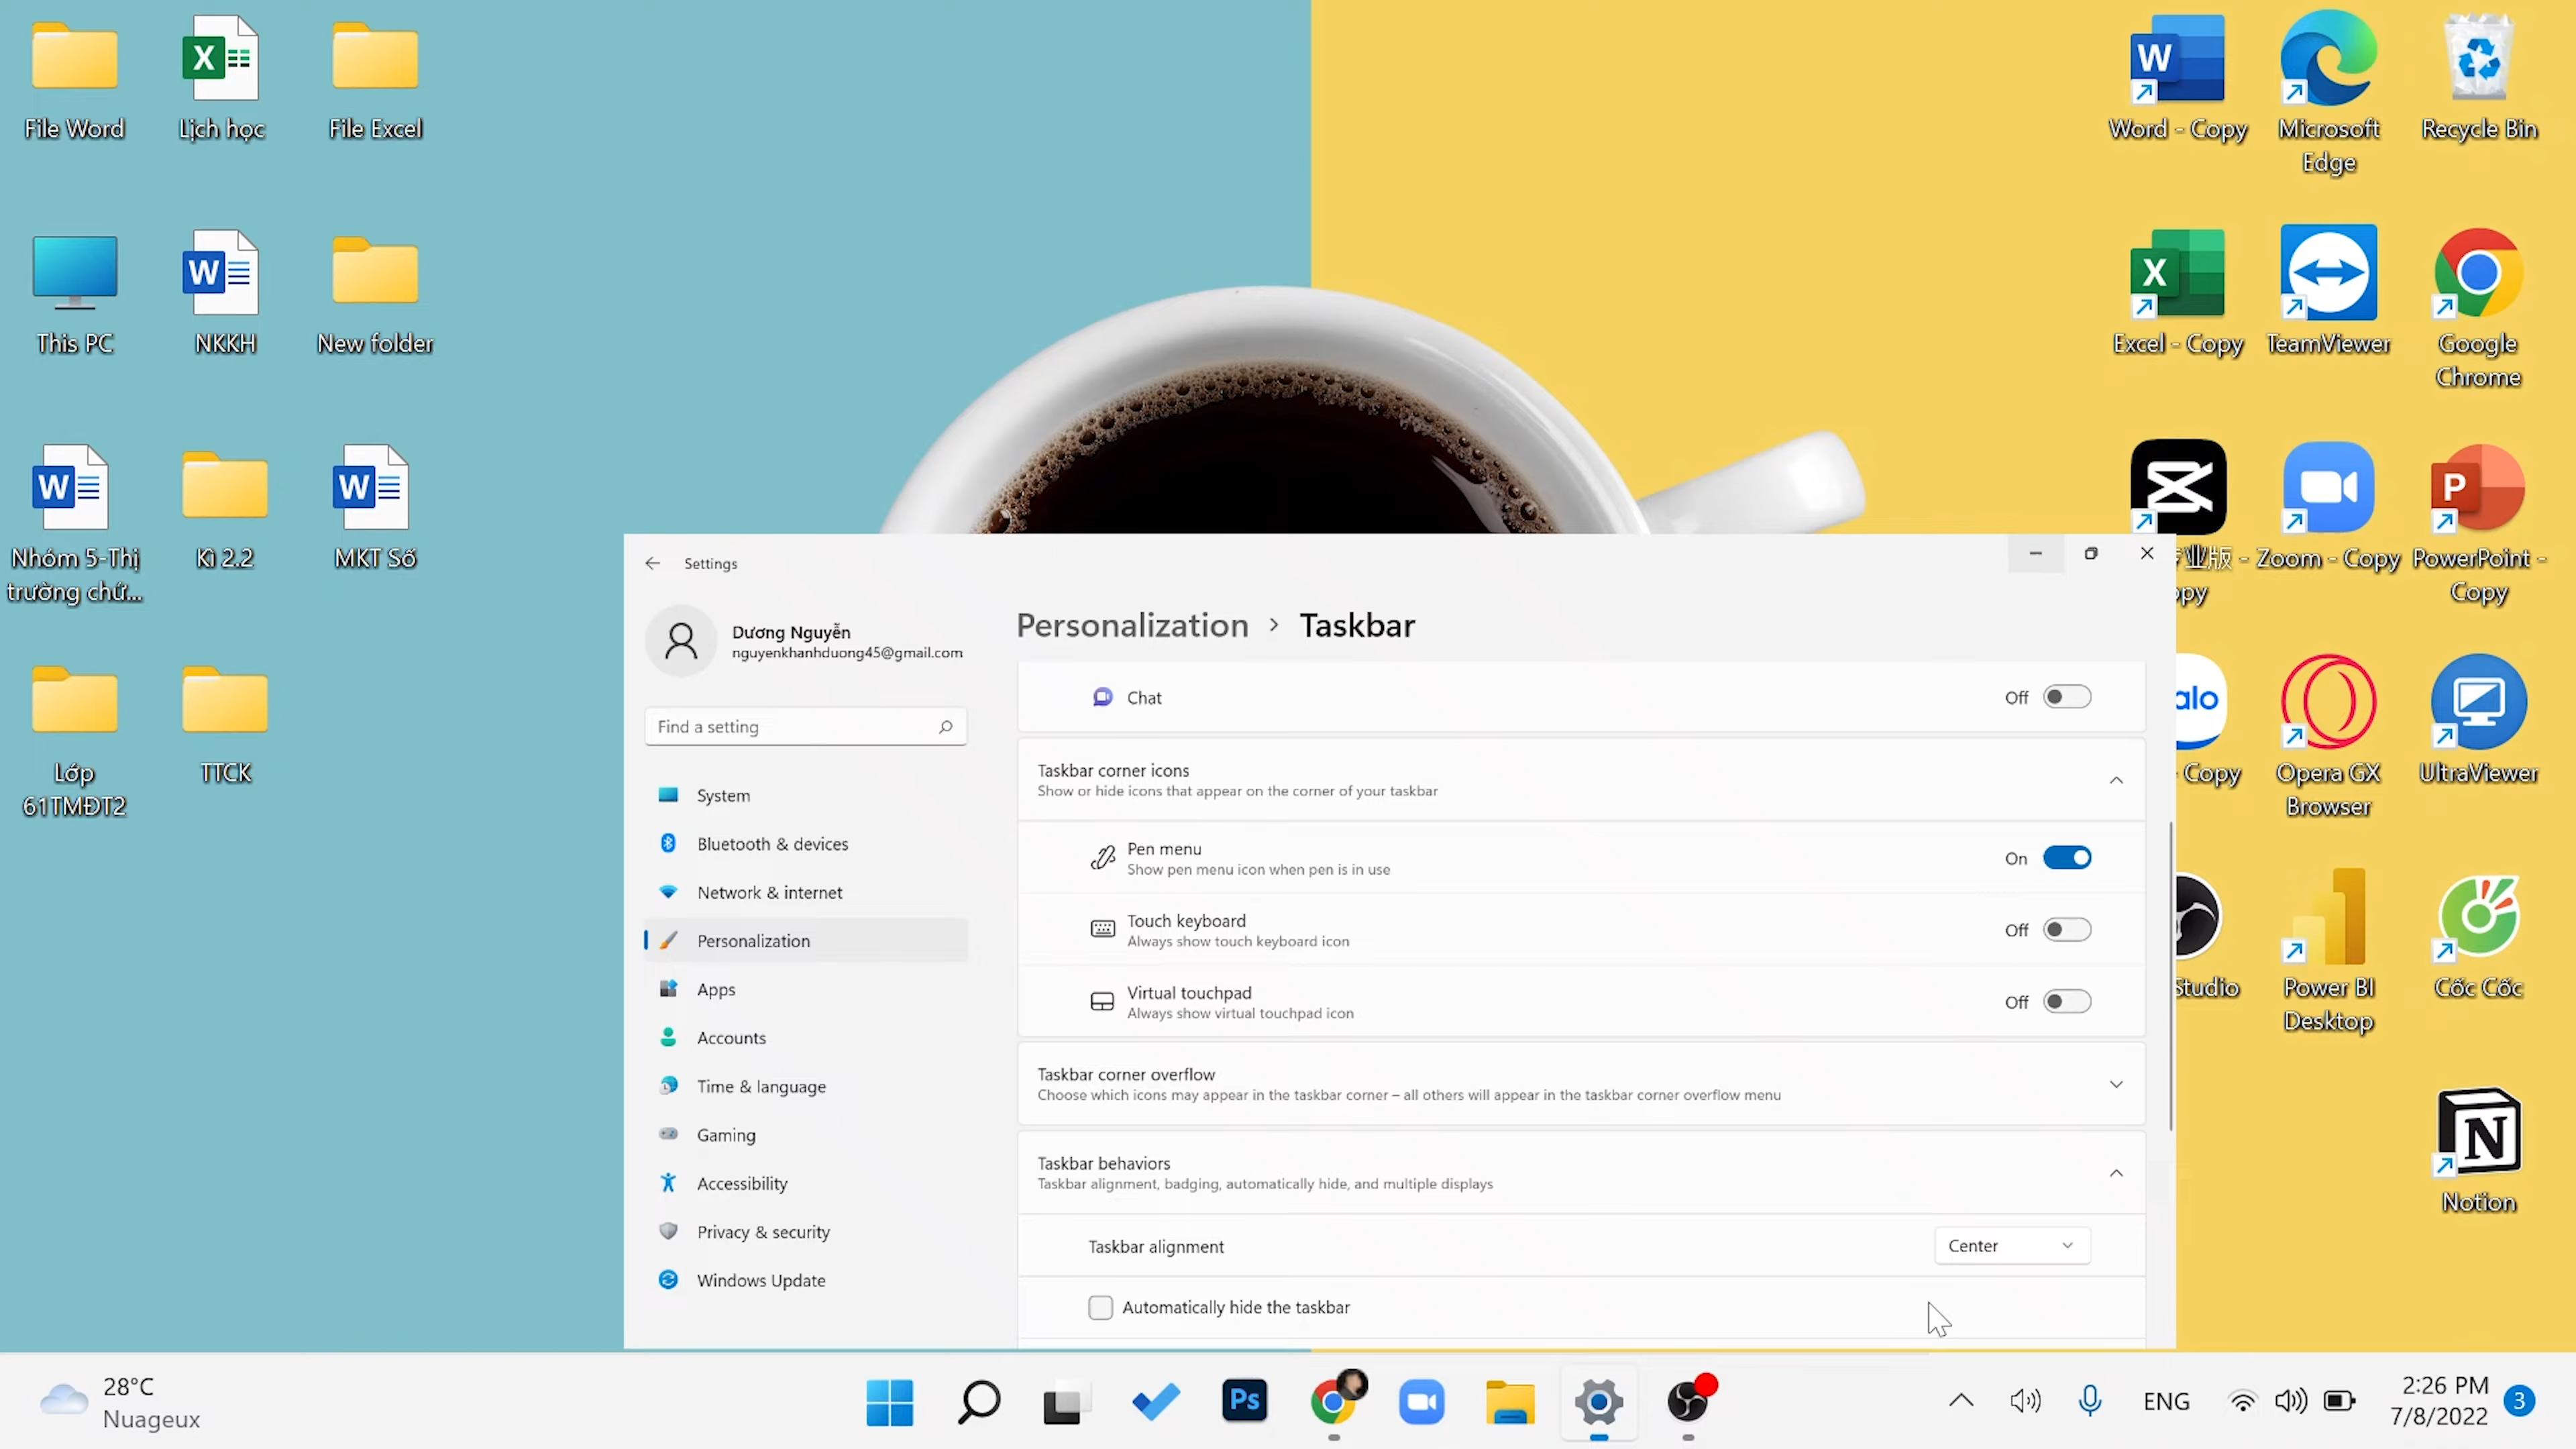 File Word
Lịch học
File Excel
This PC
NKKH
New folder
Nhóm 5-Thị
trường chứ...
Kì 2.2
MKT Số
Lớp
61TMĐT2
TTCK
Word - Copy
Microsoft
Edge
Recycle Bin
Excel - Copy
TeamViewer
Google
Chrome
业版 -
opy
Zoom - Copy
PowerPoint -
Copy
alo
- Copy
Opera GX
Browser
UltraViewer
Studio
Power BI
Desktop
Cốc Cốc
Notion
Settings
Dương Nguyễn
nguyenkhanhduong45@gmail.com
Find a setting
System
Bluetooth & devices
Network & internet
Personalization
Apps
Accounts
Time & language
Gaming
Accessibility
Privacy & security
Windows Update
Personalization > Taskbar
Chat
Off
Taskbar corner icons
Show or hide icons that appear on the corner of your taskbar
Pen menu
Show pen menu icon when pen is in use
On
Touch keyboard
Always show touch keyboard icon
Off
Virtual touchpad
Always show virtual touchpad icon
Off
Taskbar corner overflow
Choose which icons may appear in the taskbar corner – all others will appear in the taskbar corner overflow menu
Taskbar behaviors
Taskbar alignment, badging, automatically hide, and multiple displays
Taskbar alignment
Center
Automatically hide the taskbar
28°C
Nuageux
Ps
ENG
2:26 PM
7/8/2022
3